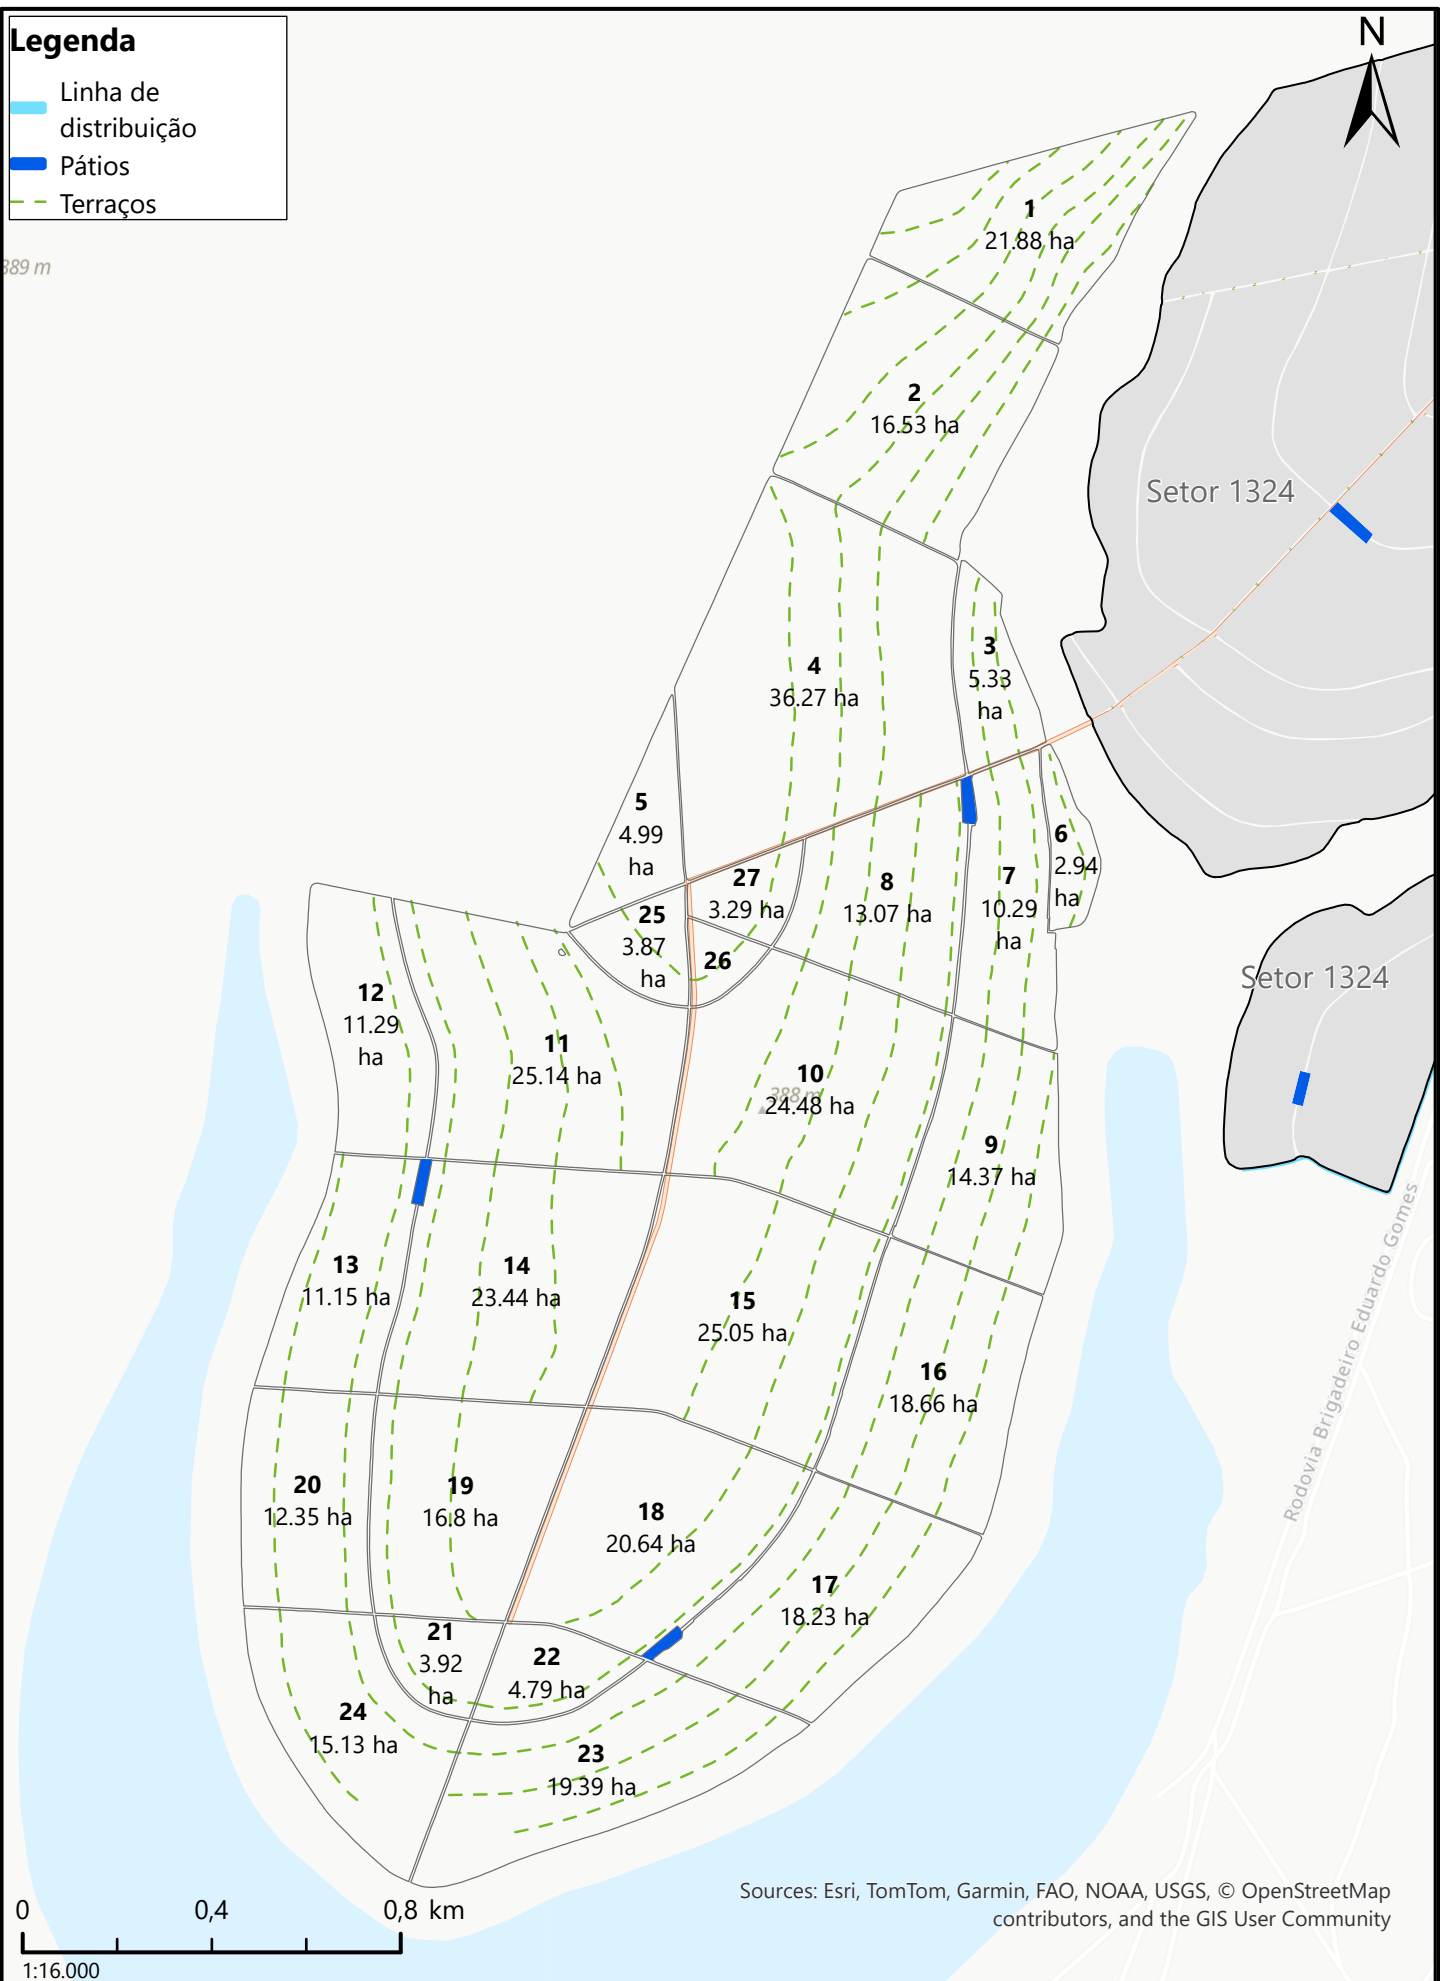 Legenda
Linha de
distribuição
Pátios
Terraços
N
389 m
1
21.88 ha
2
16.53 ha
Setor 1324
3
5.33
ha
4
36.27 ha
5
4.99
ha
6
2.94
ha
27
3.29 ha
8
13.07 ha
7
10.29
ha
25
3.87
ha
26
Setor 1324
12
11.29
ha
11
25.14 ha
10
388 m
24.48 ha
9
14.37 ha
13
11.15 ha
14
23.44 ha
15
25.05 ha
16
18.66 ha
Rodovia Brigadeiro Eduardo Gomes
20
12.35 ha
19
16.8 ha
18
20.64 ha
17
18.23 ha
21
3.92
ha
22
4.79 ha
24
15.13 ha
23
19.39 ha
0 0,4 0,8 km
1:16.000
Sources: Esri, TomTom, Garmin, FAO, NOAA, USGS, © OpenStreetMap
contributors, and the GIS User Community